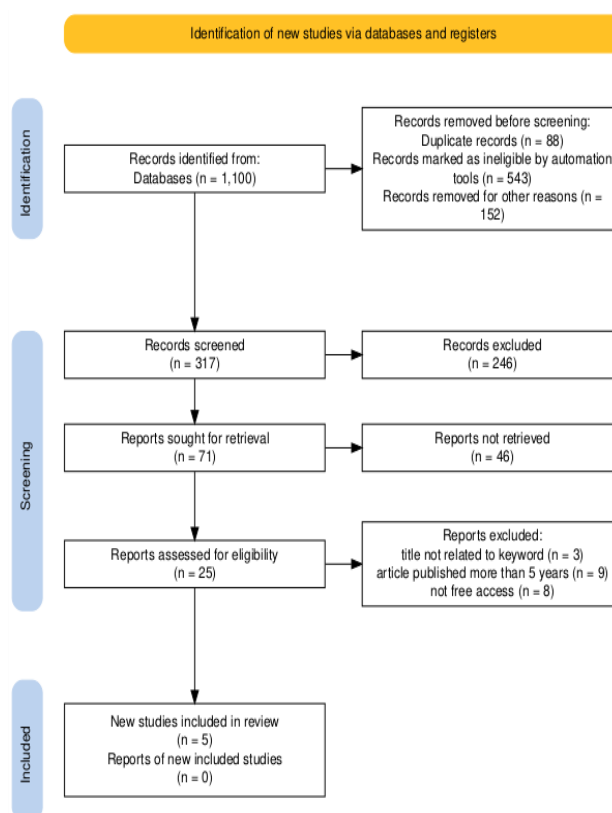 Identification of new studies via databases and registers
Identification
Records identified from:
Databases (n = 1,100)
Records removed before screening:
Duplicate records (n = 88)
Records marked as ineligible by automation
tools (n = 543)
Records removed for other reasons (n =
152)
Screening
Records screened
(n = 317)
Records excluded
(n = 246)
Reports sought for retrieval
(n = 71)
Reports not retrieved
(n = 46)
Reports assessed for eligibility
(n = 25)
Reports excluded:
title not related to keyword (n = 3)
article published more than 5 years (n = 9)
not free access (n = 8)
Included
New studies included in review
(n = 5)
Reports of new included studies
(n = 0)